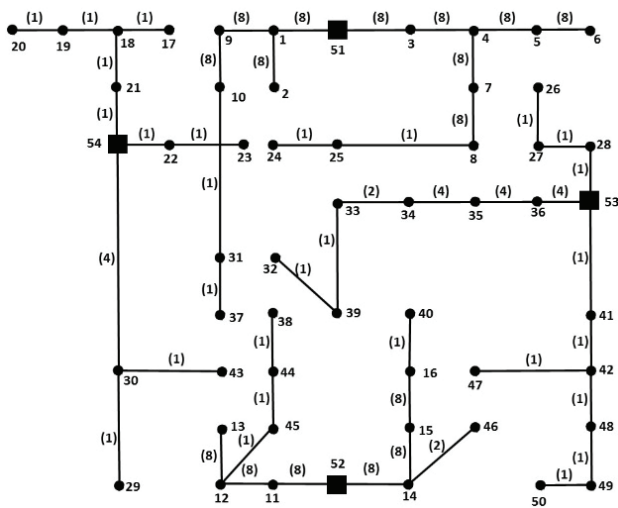 (1) (1) (1) (8) (8) (8) (8) (8) (8)
20 19 18 17 9 1 51 3 4 5 6
(1) (8) (8) (8)
21 10 2 7 26
(1) (8) (1)
54 (1) (1) (1) (1) (1) 28
22 23 24 25 8 27
(1)
(2) (4) (4) (4) 53
33 34 35 36
(1) (1)
(4) 31 32 (1) (1)
(1)
37 38 39 40 41
(1) (1) (1)
(1) 44 16 (1) 42
30 43 47
(1) (8) (1)
(1) 13 (1) 45 15 46 48
(8) (8) (2) (1)
(8) (8) 52 (8) (1)
29 12 11 14 50 49